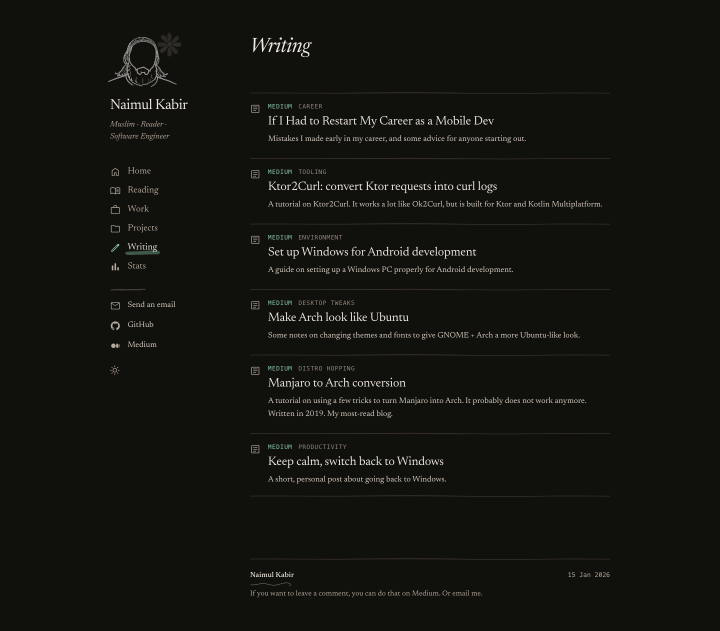 Naimul Kabir
Muslim · Reader ·
Software Engineer
Home
Reading
Work
Projects
Writing
Stats
Send an email
GitHub
Medium
Writing
MEDIUM CAREER
If I Had to Restart My Career as a Mobile Dev
Mistakes I made early in my career, and some advice for anyone starting out.
MEDIUM TOOLING
Ktor2Curl: convert Ktor requests into curl logs
A tutorial on Ktor2Curl. It works a lot like Ok2Curl, but is built for Ktor and Kotlin Multiplatform.
MEDIUM ENVIRONMENT
Set up Windows for Android development
A guide on setting up a Windows PC properly for Android development.
MEDIUM DESKTOP TWEAKS
Make Arch look like Ubuntu
Some notes on changing themes and fonts to give GNOME + Arch a more Ubuntu-like look.
MEDIUM DISTRO HOPPING
Manjaro to Arch conversion
A tutorial on using a few tricks to turn Manjaro into Arch. It probably does not work anymore.
Written in 2019. My most-read blog.
MEDIUM PRODUCTIVITY
Keep calm, switch back to Windows
A short, personal post about going back to Windows.
Naimul Kabir
15 Jan 2026
If you want to leave a comment, you can do that on Medium. Or email me.